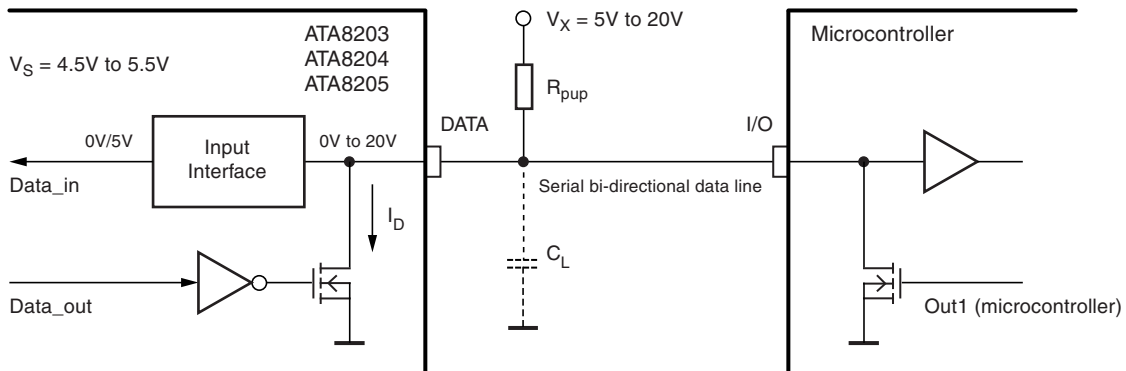 ATA8203
ATA8204
ATA8205
V_S = 4.5V to 5.5V
V_X = 5V to 20V
R_pup
Microcontroller
0V/5V
Input
Interface
0V to 20V
DATA
I/O
Data_in
I_D
Serial bi-directional data line
C_L
Data_out
Out1 (microcontroller)